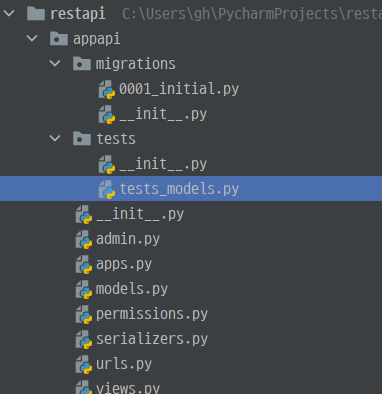 restapi C:\Users\gh\PycharmProjects\resta
appapi
migrations
0001_initial.py
__init__.py
tests
__init__.py
tests_models.py
__init__.py
admin.py
apps.py
models.py
permissions.py
serializers.py
urls.py
views.py